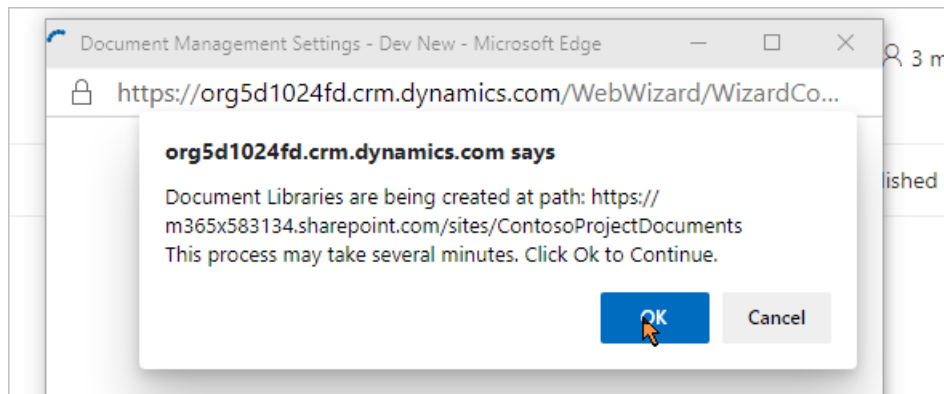 Document Management Settings - Dev New - Microsoft Edge
3 m
https://org5d1024fd.crm.dynamics.com/WebWizard/WizardCo...
org5d1024fd.crm.dynamics.com says
lished
Document Libraries are being created at path: https://
m365x583134.sharepoint.com/sites/ContosoProjectDocuments
This process may take several minutes. Click Ok to Continue.
OK
Cancel